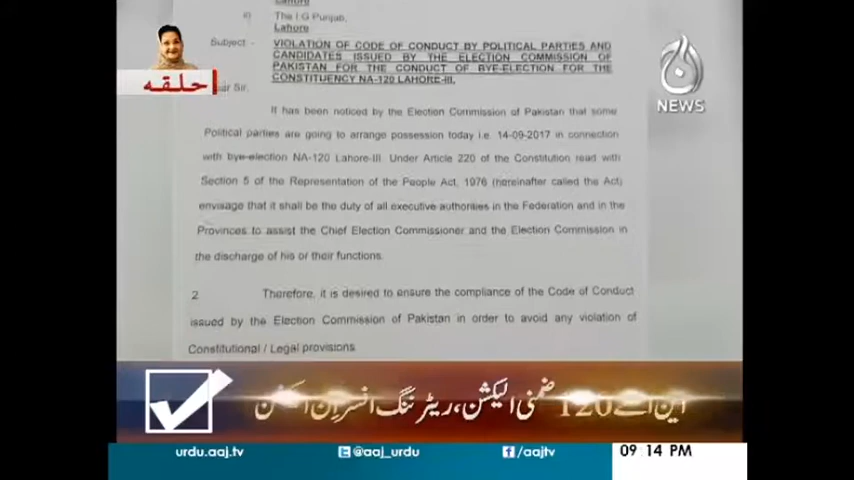 Lahore
The I G Punjab,
Lahore
Subject -
VIOLATION OF CODE OF CONDUCT BY POLITICAL PARTIES AND
CANDIDATES ISSUED BY THE ELECTION COMMISSION OF
PAKISTAN FOR THE CONDUCT OF BYE-ELECTION FOR THE
CONSTITUENCY NA-120 LAHORE-III.
حلقہ
Sir,
NEWS
It has been noticed by the Election Commission of Pakistan that some
Political parties are going to arrange possession today i.e. 14-09-2017 in connection
with bye-election NA-120 Lahore-III. Under Article 220 of the Constitution read with
Section 5 of the Representation of the People Act, 1976 (hereinafter called the Act)
envisage that it shall be the duty of all executive authorities in the Federation and in the
Provinces to assist the Chief Election Commissioner and the Election Commission in
the discharge of his or their functions.
2 Therefore, it is desired to ensure the compliance of the Code of Conduct
issued by the Election Commission of Pakistan in order to avoid any violation of
Constitutional / Legal provisions.
این اے 120 ضمنی الیکشن، ریٹرننگ افسر ان ایکشن
urdu.aaj.tv @aaj_urdu /aajtv 09:14 PM